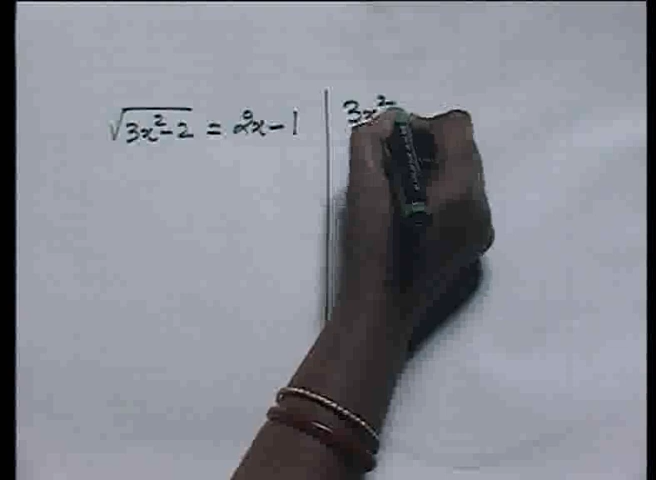 √3x²-2 = 2x-1
3x²-